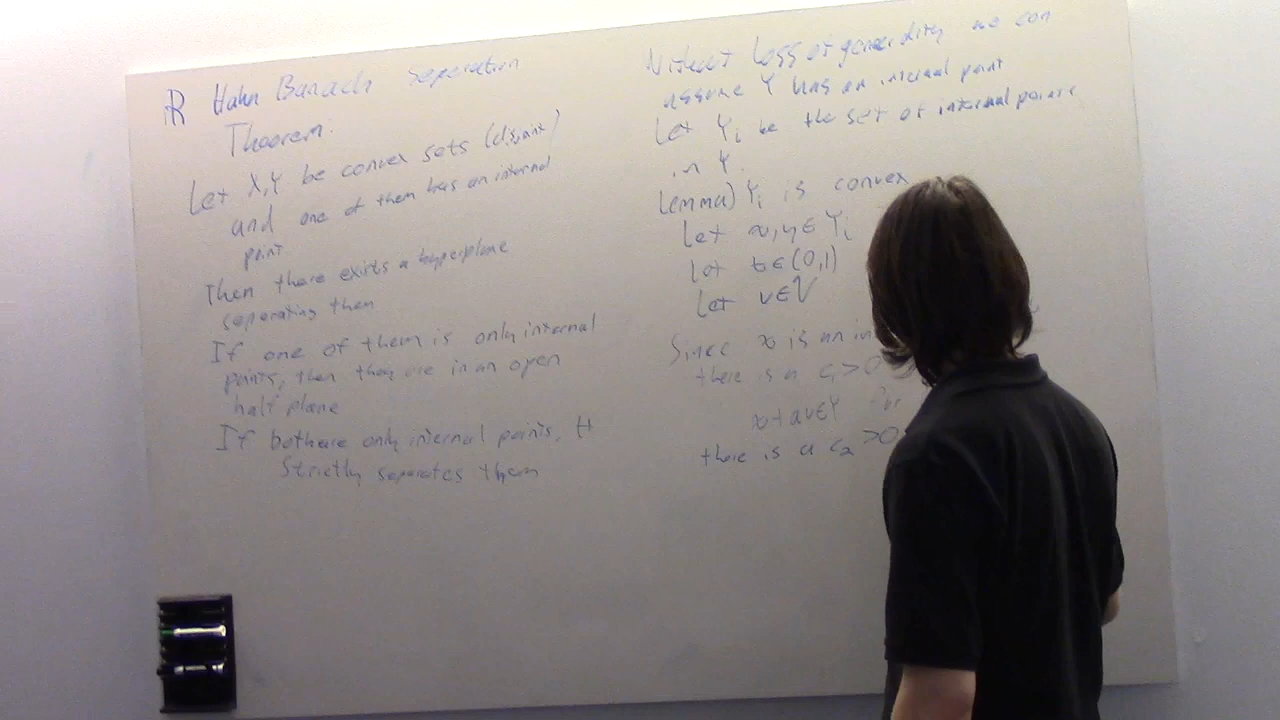 R Hahn Banach Seperation
Theorem:
Let X,Y be convex sets (disjoint)
and one of them has an internal
point.
Then there exists a hyperplane
seperating them
If one of them is only internal
points, then they are in an open
half plane
If both are only internal points, H
Strictly seperates them
Without loss of generality we can
assume Y has an internal point
Let Yi be the set of internal points
in Y.
Lemma) Yi is convex
Let x,y ∈ Yi
let t ∈ (0,1)
Let v ∈ V
Since x is an in
there is a c₁ > 0
x + av ∈ Y for
there is a c₂ > 0